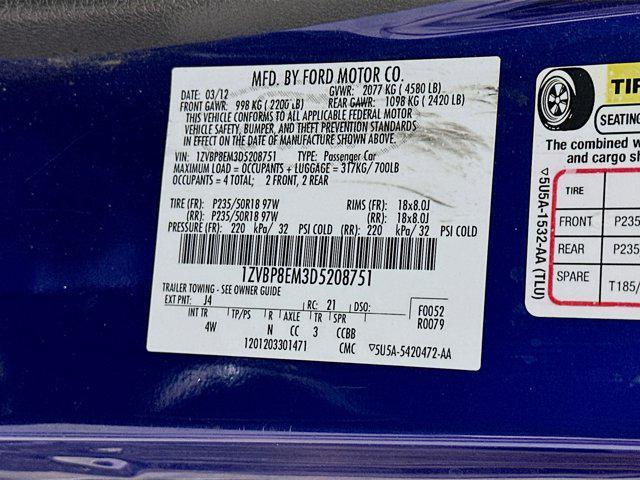 MFD. BY FORD MOTOR CO.
DATE: 03/12 GVWR: 2077 KG ( 4580 LB)
FRONT GAWR: 998 KG ( 2200 LB) REAR GAWR: 1098 KG ( 2420 LB)
THIS VEHICLE CONFORMS TO ALL APPLICABLE FEDERAL MOTOR
VEHICLE SAFETY, BUMPER, AND THEFT PREVENTION STANDARDS
IN EFFECT ON THE DATE OF MANUFACTURE SHOWN ABOVE.
VIN: 1ZVBP8EM3D5208751 TYPE: Passenger Car
MAXIMUM LOAD = OCCUPANTS + LUGGAGE = 317KG/ 700LB
OCCUPANTS = 4 TOTAL; 2 FRONT, 2 REAR
TIRE (FR): P235/50R18 97W RIMS (FR): 18x8.0J
(RR): P235/50R18 97W (RR): 18x8.0J
PRESSURE (FR): 220 kPa/ 32 PSI COLD (RR): 220 kPa/ 32 PSI COLD
1ZVBP8EM3D5208751
TRAILER TOWING - SEE OWNER GUIDE
EXT PNT: J4 RC: 21 DSO: F0052
INT TR TP/PS R AXLE TR SPR R0079
4W N CC 3 CCBB
1201203301471 CMC ▽5U5A-5420472-AA
▽5U5A-1532-AA (TLU)
TIR
SEATING
The combined w
and cargo sh
TIRE
FRONT P235
REAR P235
SPARE T185/